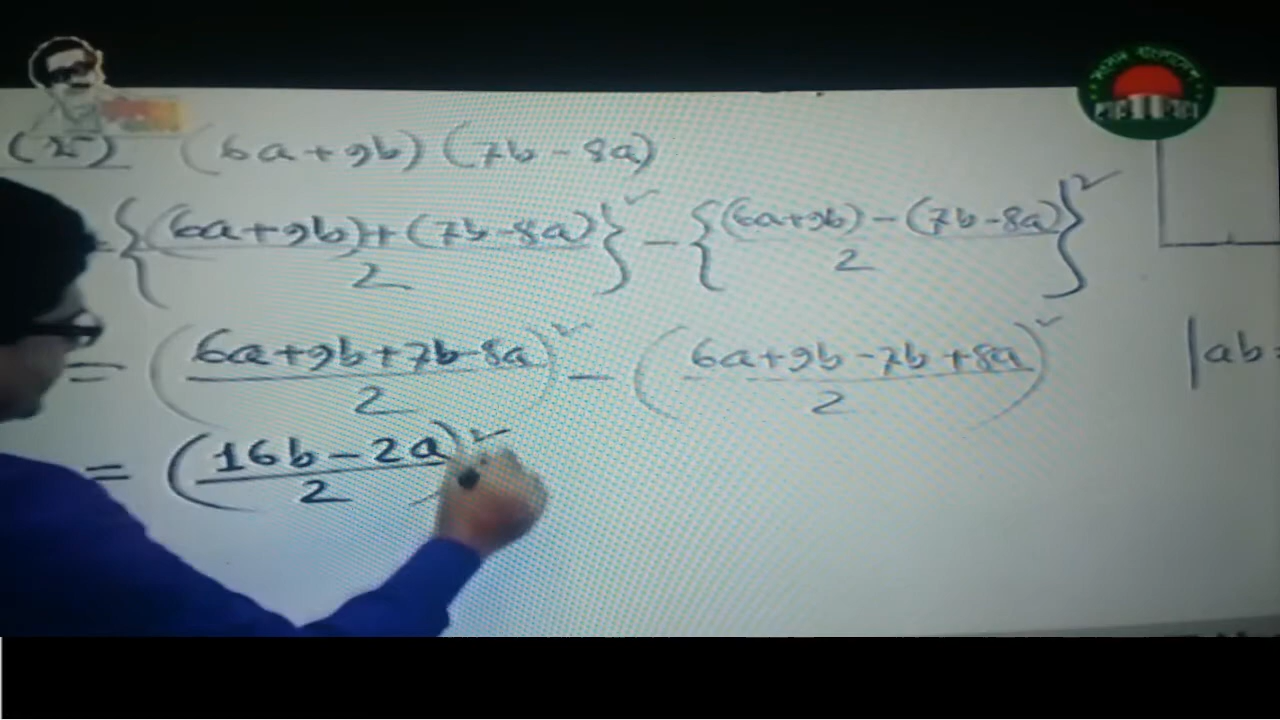 (6a+9b) (7b-8a)
={(6a+9b)+(7b-8a)/2}² - {(6a+9b)-(7b-8a)/2}²
= (6a+9b+7b-8a/2)² - (6a+9b-7b+8a/2)²
|ab=
= (16b-2a/2)²